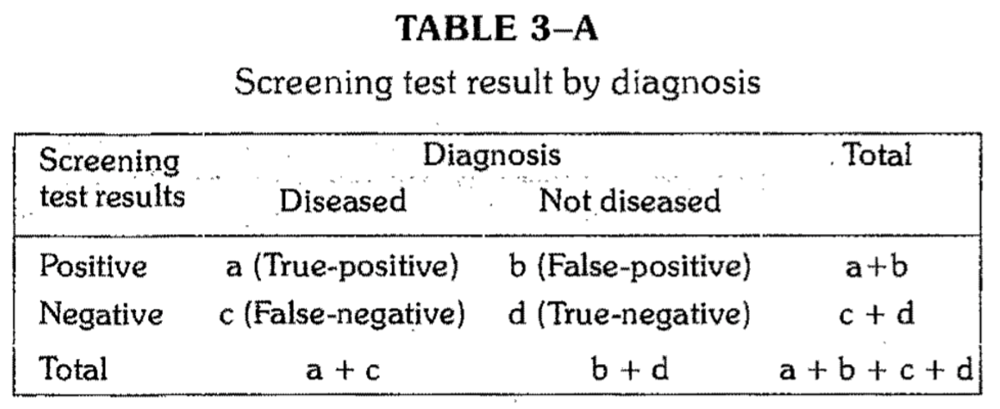 TABLE 3–A
Screening test result by diagnosis
Screening Diagnosis Total
test results Diseased Not diseased
Positive a (True-positive) b (False-positive) a+b
Negative c (False-negative) d (True-negative) c + d
Total a + c b + d a + b + c + d